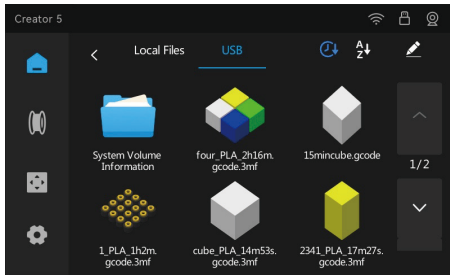 Creator 5
Local Files
USB
A
Z
System Volume
Information
four_PLA_2h16m.
gcode.3mf
15mincube.gcode
1/2
1_PLA_1h2m.
gcode.3mf
cube_PLA_14m53s.
gcode.3mf
2341_PLA_17m27s.
gcode.3mf